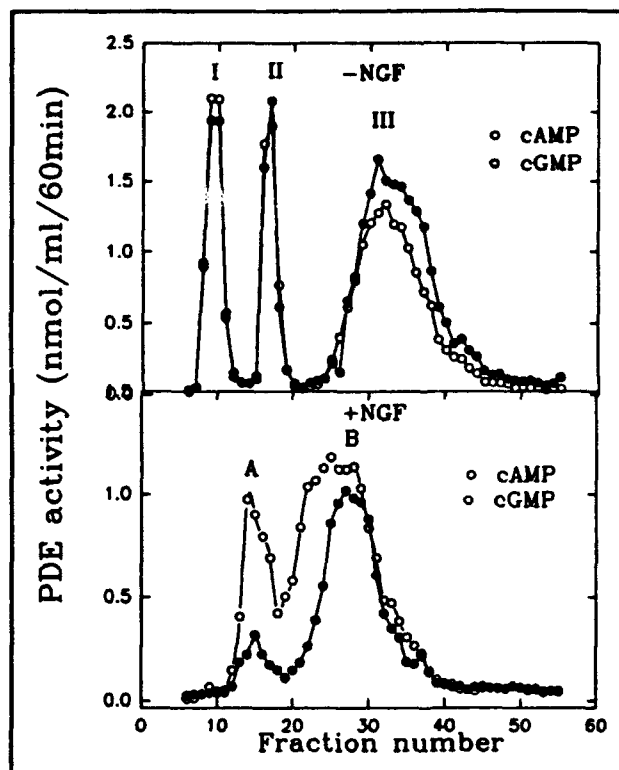 PDE activity (nmol/ml/60min)
2.5
2.0
1.5
1.0
0.5
I
II
-NGF
III
cAMP
cGMP
+NGF
A
B
cAMP
cGMP
1.0
0.5
0.0
0 10 20 30 40 50 60
Fraction number